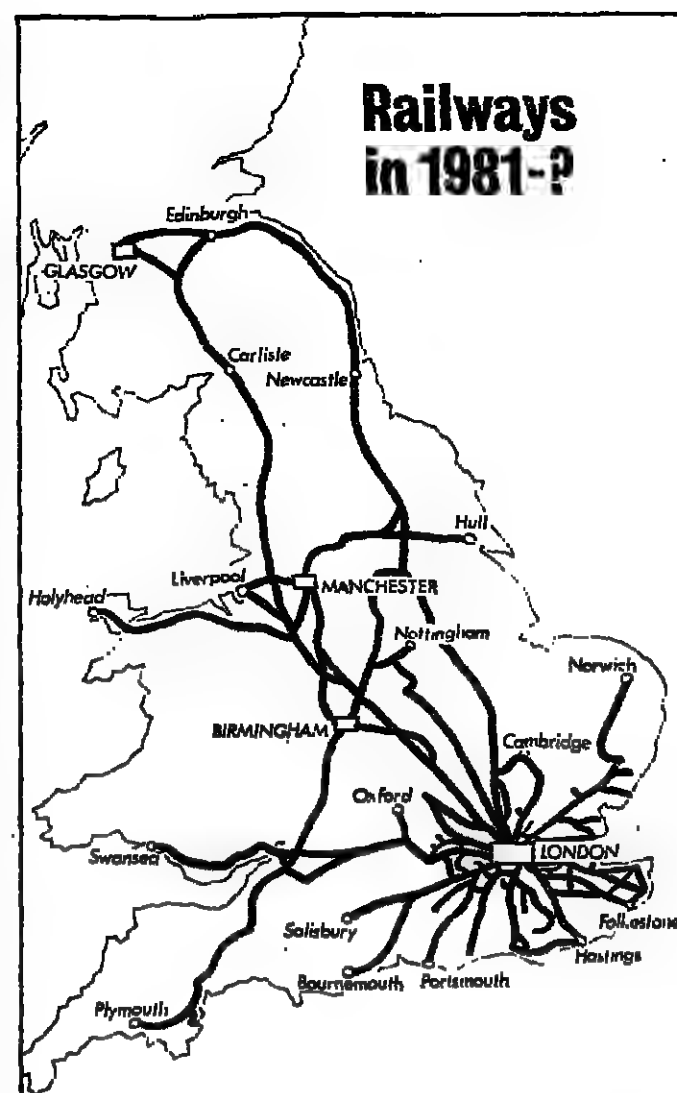 Railways
in 1981-?
Edinburgh
GLASGOW
Carlisle
Newcastle
Hull
Liverpool
MANCHESTER
Holyhead
Nottingham
Norwich
BIRMINGHAM
Cambridge
Oxford
Swansea
LONDON
Salisbury
Folkestone
Hastings
Bournemouth
Portsmouth
Plymouth